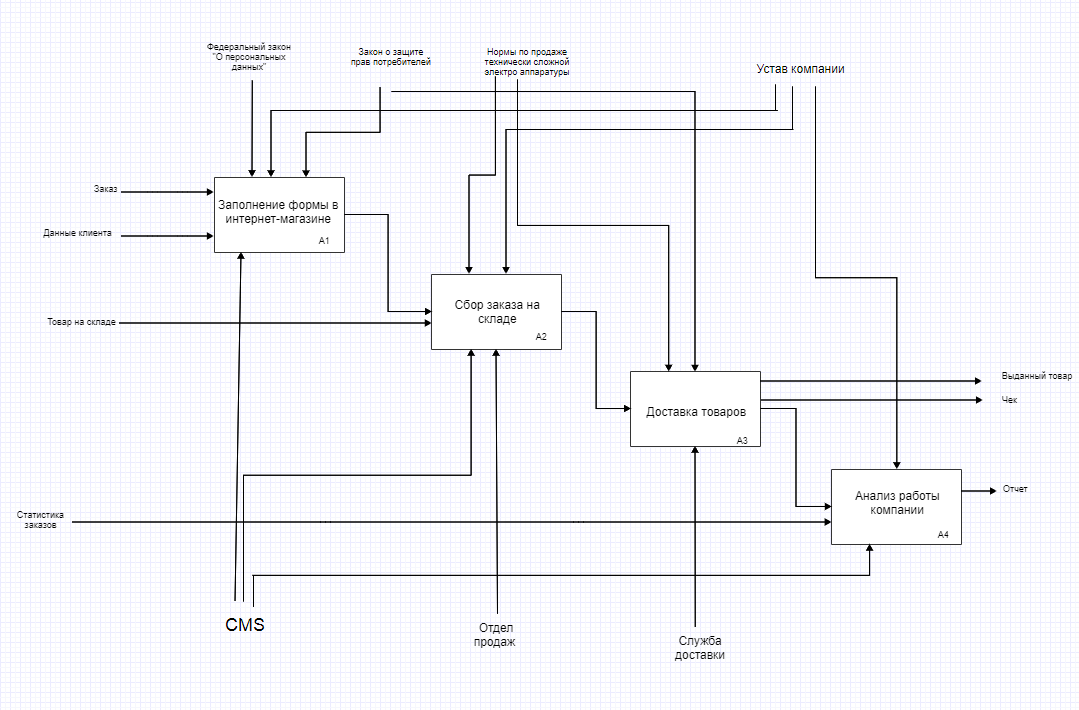 Федеральный закон
"О персональных
данных"
Закон о защите
прав потребителей
Нормы по продаже
технически сложной
электро аппаратуры
Устав компании
Заказ
Данные клиента
Заполнение формы в
интернет-магазине
A1
Товар на складе
Сбор заказа на
складе
A2
Доставка товаров
A3
Выданный товар
Чек
Статистика
заказов
Анализ работы
компании
A4
Отчет
CMS
Отдел
продаж
Служба
доставки